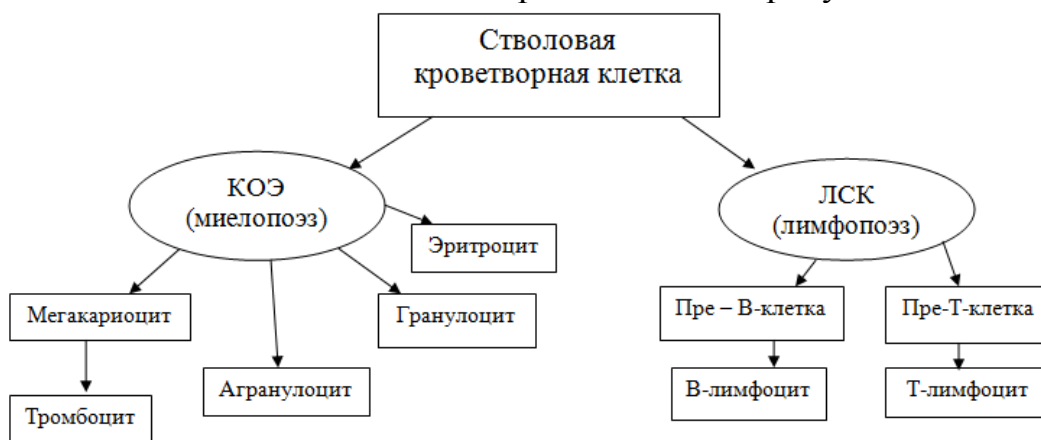 Стволовая
кроветворная клетка
КОЭ
(миелопоэз)
ЛСК
(лимфопоэз)
Эритроцит
Мегакариоцит
Гранулоцит
Пре – В-клетка
Пре-Т-клетка
Агранулоцит
В-лимфоцит
Т-лимфоцит
Тромбоцит